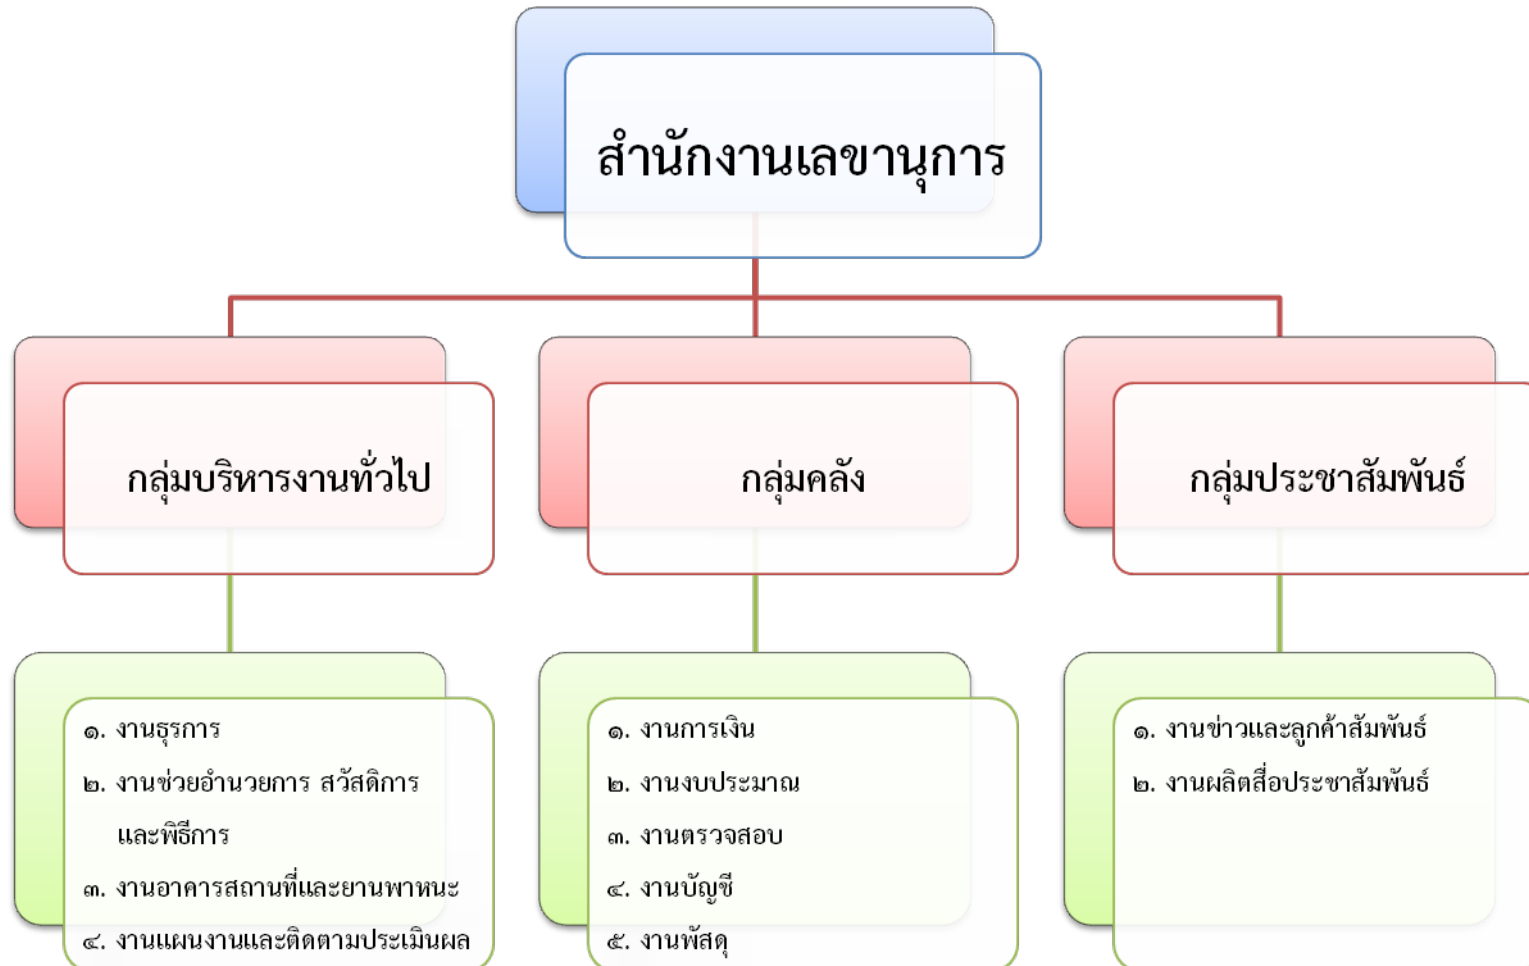 สำนักงานเลขานุการ
กลุ่มบริหารงานทั่วไป
กลุ่มคลัง
กลุ่มประชาสัมพันธ์
๑. งานธุรการ
๒. งานช่วยอำนวยการ สวัสดิการ
และพิธีการ
๓. งานอาคารสถานที่และยานพาหนะ
๔. งานแผนงานและติดตามประเมินผล
๑. งานการเงิน
๒. งานงบประมาณ
๓. งานตรวจสอบ
๔. งานบัญชี
๕. งานพัสดุ
๑. งานข่าวและลูกค้าสัมพันธ์
๒. งานผลิตสื่อประชาสัมพันธ์